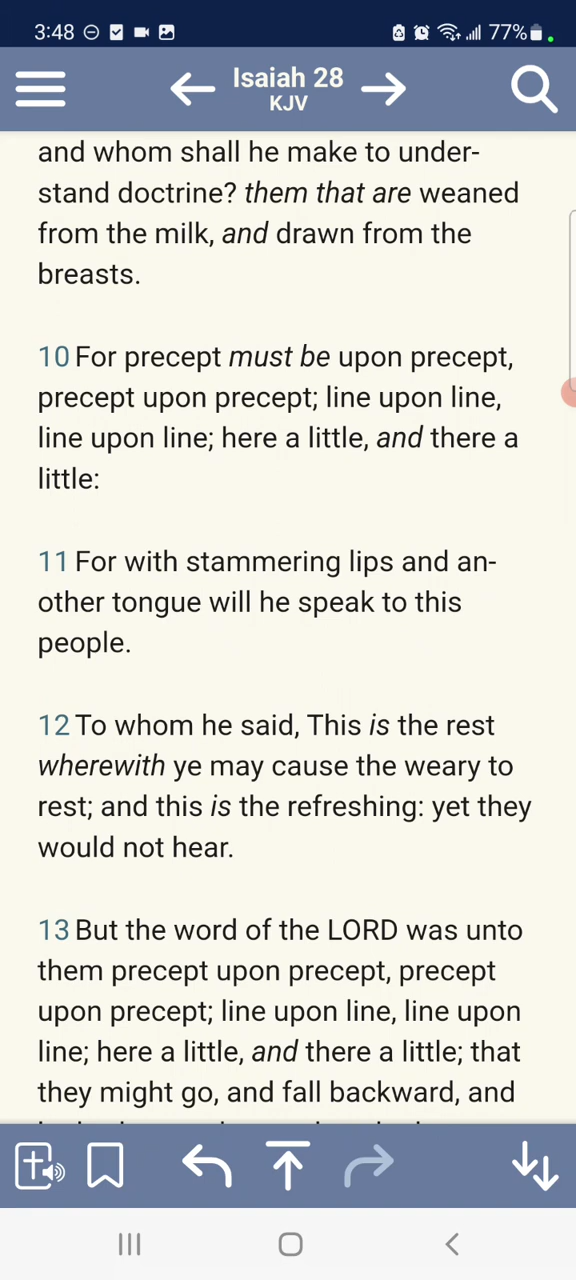 3:48
77%
Isaiah 28
KJV
and whom shall he make to under-
stand doctrine? them that are weaned
from the milk, and drawn from the
breasts.
10 For precept must be upon precept,
precept upon precept; line upon line,
line upon line; here a little, and there a
little:
11 For with stammering lips and an-
other tongue will he speak to this
people.
12 To whom he said, This is the rest
wherewith ye may cause the weary to
rest; and this is the refreshing: yet they
would not hear.
13 But the word of the LORD was unto
them precept upon precept, precept
upon precept; line upon line, line upon
line; here a little, and there a little; that
they might go, and fall backward, and